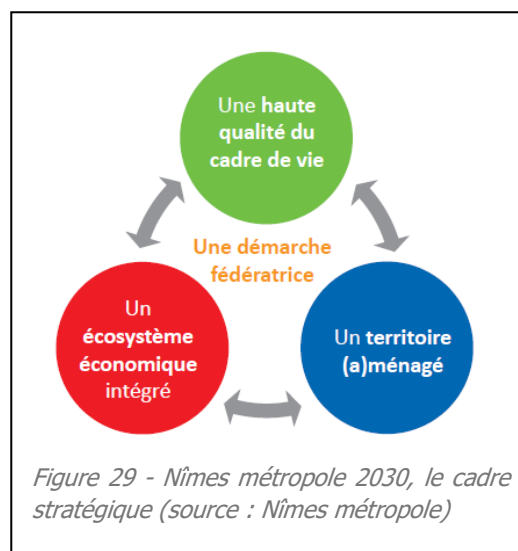 Une haute
qualité du
cadre de vie
Une démarche
fédératrice
Un
écosystème
économique
intégré
Un territoire
(a)ménagé
Figure 29 - Nîmes métropole 2030, le cadre
stratégique (source : Nîmes métropole)